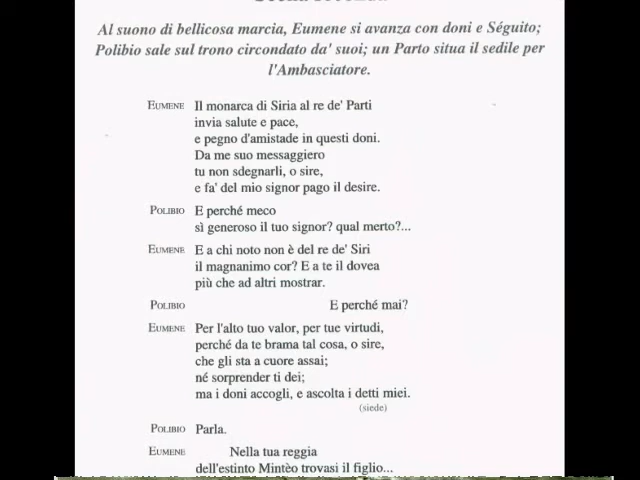 Al suono di bellicosa marcia, Eumene si avanza con doni e Séguito;
Polibio sale sul trono circondato da' suoi; un Parto situa il sedile per
l'Ambasciatore.
EUMENE Il monarca di Siria al re de' Parti
invia salute e pace,
e pegno d'amistade in questi doni.
Da me suo messaggiero
tu non sdegnarli, o sire,
e fa' del mio signor pago il desire.
POLIBIO E perché meco
sì generoso il tuo signor? qual merto?...
EUMENE E a chi noto non è del re de' Siri
il magnanimo cor? E a te il dovea
più che ad altri mostrar.
POLIBIO E perché mai?
EUMENE Per l'alto tuo valor, per tue virtudi,
perché da te brama tal cosa, o sire,
che gli sta a cuore assai;
né sorprender ti dei;
ma i doni accogli, e ascolta i detti miei.
(siede)
POLIBIO Parla.
EUMENE Nella tua reggia
dell'estinto Mintèo trovasi il figlio...